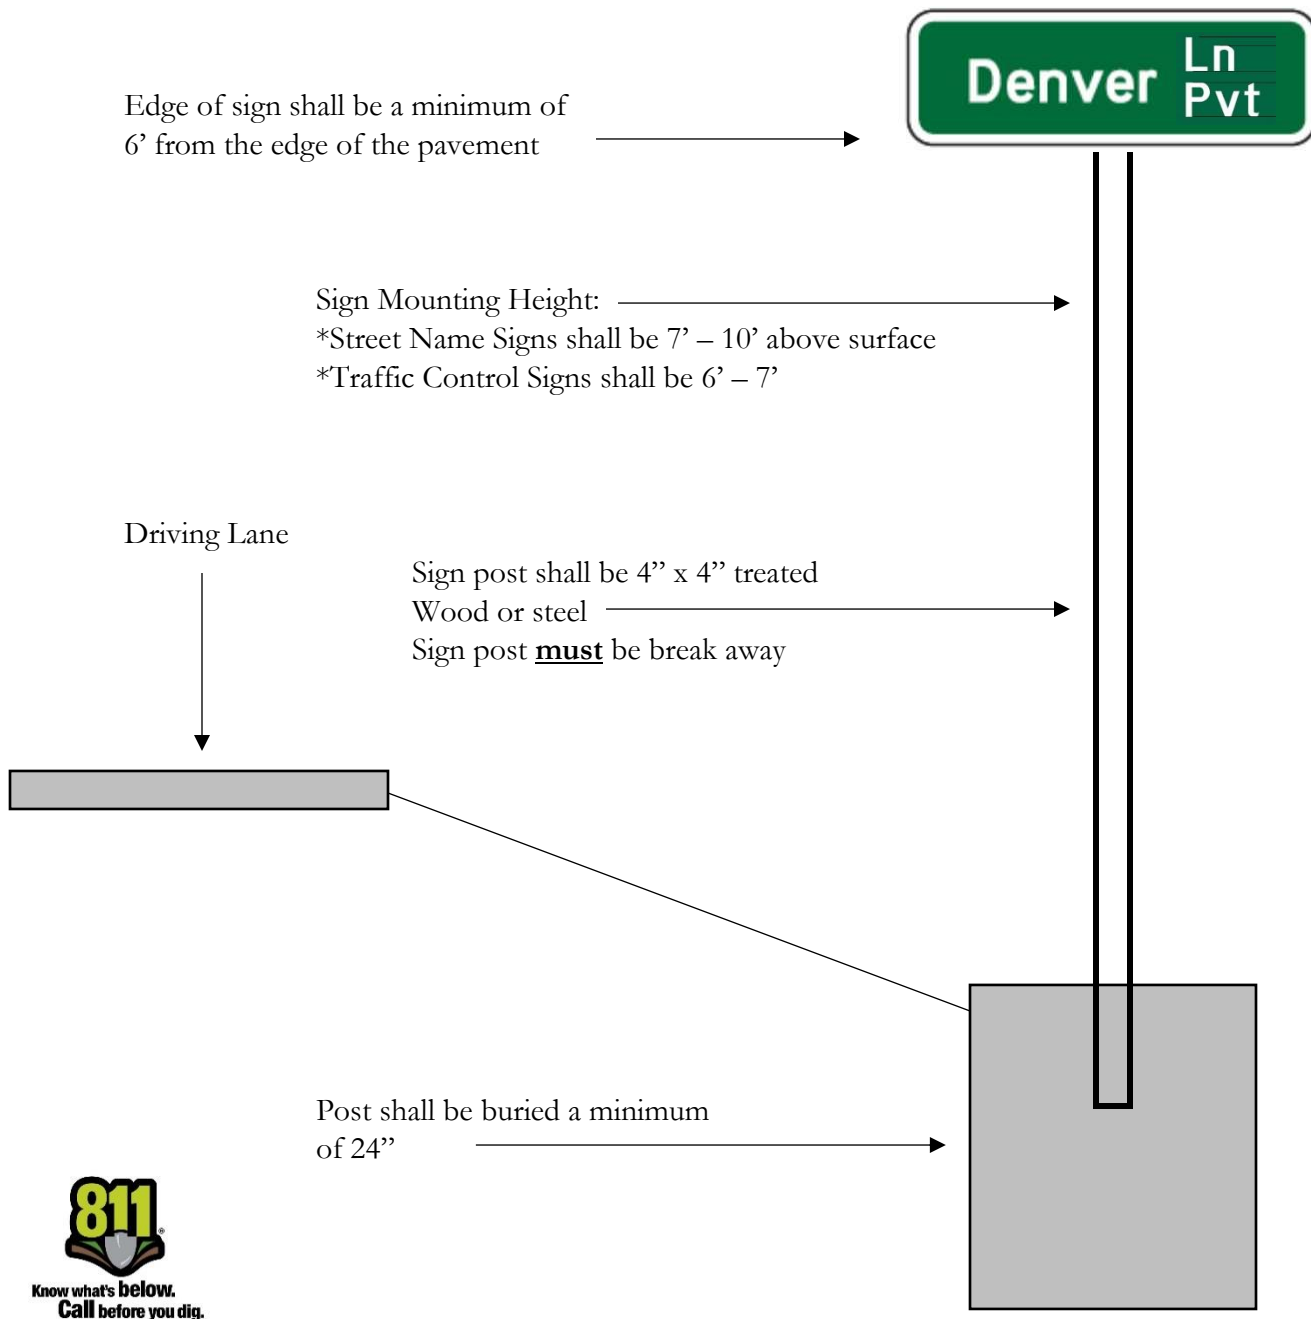 Denver Ln
Pvt
Edge of sign shall be a minimum of
6’ from the edge of the pavement
Sign Mounting Height:
*Street Name Signs shall be 7’ – 10’ above surface
*Traffic Control Signs shall be 6’ – 7’
Driving Lane
Sign post shall be 4” x 4” treated
Wood or steel
Sign post must be break away
Post shall be buried a minimum
of 24”
811®
Know what's below.
Call before you dig.